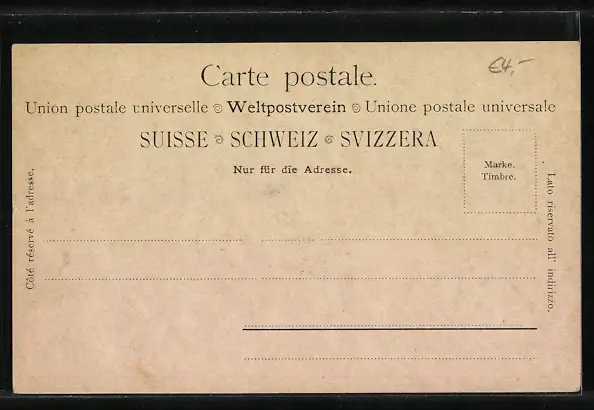 €4,-
Carte postale.
Union postale universelle Weltpostverein Unione postale universale
SUISSE SCHWEIZ SVIZZERA
Nur für die Adresse.
Marke.
Timbre.
Côté réservé à l'adresse.
Lato riservato all' indirizzo.